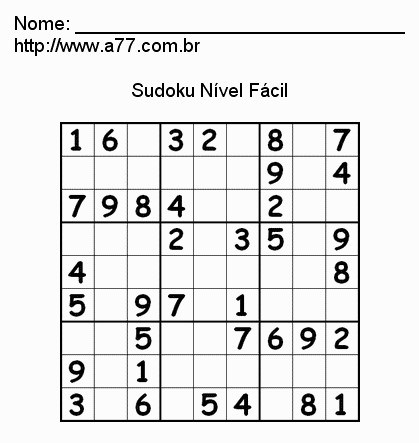 Nome:
http://www.a77.com.br
Sudoku Nível Fácil
1 6 3 2 8 7
9 4
7 9 8 4 2
2 3 5 9
4 8
5 9 7 1
5 7 6 9 2
9 1
3 6 5 4 8 1